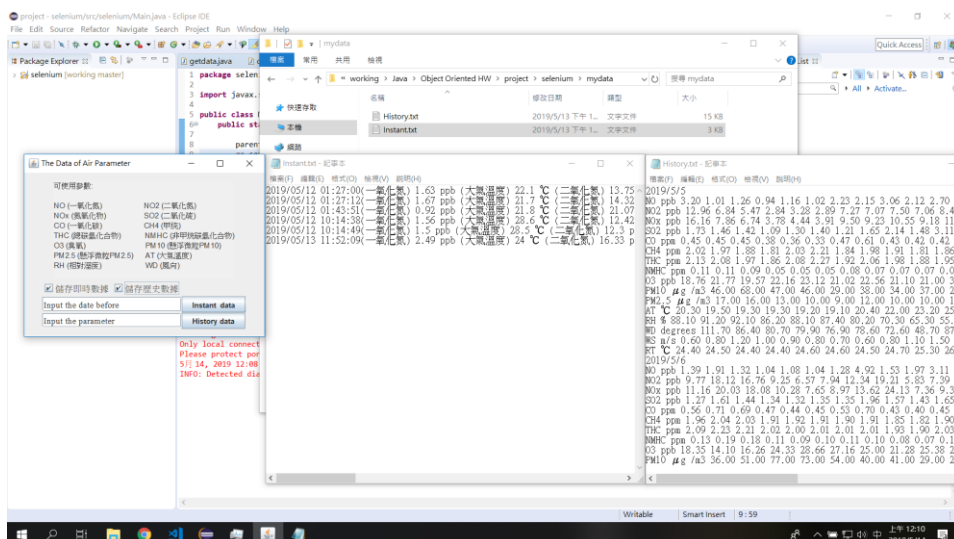 project - selenium/src/selenium/Main.java - Eclipse IDE
File Edit Source Refactor Navigate Search Project Run Window Help
Quick Access
Package Explorer
selenium [working master]
getdata.java
1 package selen
2
3 import javax.
4
5 public class
6 public sta
7
8 paren
Only local connect
Please protect por
5月 14, 2019 12:08
INFO: Detected dia
mydata
檔案 常用 共用 檢視
« working › Java › Object Oriented HW › project › selenium › mydata
搜尋 mydata
快速存取
本機
網路
名稱 修改日期 類型 大小
History.txt 2019/5/13 下午 1... 文字文件 15 KB
Instant.txt 2019/5/13 下午 1... 文字文件 3 KB
All Activate...
The Data of Air Parameter
可使用參數:
NO (一氧化氮) NO2 (二氧化氮)
NOx (氮氧化物) SO2 (二氧化硫)
CO (一氧化碳) CH4 (甲烷)
THC (總碳氫化合物) NMHC (非甲烷碳氫化合物)
O3 (臭氧) PM10 (懸浮微粒PM10)
PM2.5 (懸浮微粒PM2.5) AT (大氣溫度)
RH (相對溼度) WD (風向)
儲存即時數據 儲存歷史數據
Input the date before Instant data
Input the parameter History data
Instant.txt - 記事本
檔案(F) 編輯(E) 格式(O) 檢視(V) 說明(H)
2019/05/12 01:27:00(一氧化氮) 1.63 ppb (大氣溫度) 22.1 ℃ (二氧化氮) 13.75
2019/05/12 01:27:12(一氧化氮) 1.67 ppb (大氣溫度) 21.7 ℃ (二氧化氮) 14.32
2019/05/12 01:43:51(一氧化氮) 0.92 ppb (大氣溫度) 21.8 ℃ (二氧化氮) 21.07
2019/05/12 10:14:38(一氧化氮) 1.56 ppb (大氣溫度) 28.6 ℃ (二氧化氮) 12.42
2019/05/12 10:14:49(一氧化氮) 1.5 ppb (大氣溫度) 28.5 ℃ (二氧化氮) 12.3 p
2019/05/13 11:52:09(一氧化氮) 2.49 ppb (大氣溫度) 24 ℃ (二氧化氮) 16.33 p
History.txt - 記事本
檔案(F) 編輯(E) 格式(O) 檢視(V) 說明(H)
2019/5/5
NO ppb 3.20 1.01 1.26 0.94 1.16 1.02 2.23 2.15 3.06 2.12 2.70
NO2 ppb 12.96 6.84 5.47 2.84 3.28 2.89 7.27 7.07 7.50 7.06 8.4
NOx ppb 16.16 7.86 6.74 3.78 4.44 3.91 9.50 9.23 10.55 9.18 11
SO2 ppb 1.73 1.46 1.42 1.09 1.30 1.40 1.21 1.65 2.14 1.48 3.1
CO ppm 0.45 0.45 0.45 0.38 0.36 0.33 0.47 0.61 0.43 0.42 0.42
CH4 ppm 2.02 1.97 1.88 1.81 2.03 2.21 1.84 1.98 1.91 1.81 1.86
THC ppm 2.13 2.08 1.97 1.86 2.08 2.27 1.92 2.06 1.98 1.88 1.95
NMHC ppm 0.11 0.11 0.09 0.05 0.05 0.05 0.08 0.07 0.07 0.07 0.0
O3 ppb 18.76 21.77 19.57 22.16 23.12 21.02 22.56 21.10 21.00 3
PM10 μg /m3 46.00 68.00 47.00 46.00 29.00 38.00 34.00 37.00 2
PM2.5 μg /m3 17.00 16.00 13.00 10.00 9.00 12.00 10.00 10.00 1
AT ℃ 20.30 19.50 19.30 19.30 19.20 19.10 20.40 22.00 23.20 25
RH % 88.10 91.20 92.10 86.20 88.10 87.40 80.20 70.30 65.30 55.
WD degrees 111.70 86.40 80.70 79.90 76.90 78.60 72.60 48.70 87
WS m/s 0.60 0.80 1.20 1.00 0.90 0.80 0.70 0.60 0.80 1.10 1.50
RT ℃ 24.40 24.50 24.40 24.40 24.60 24.60 24.50 24.70 25.30 26
2019/5/6
NO ppb 1.39 1.91 1.32 1.04 1.08 1.04 1.28 4.92 1.53 1.97 3.11
NO2 ppb 9.77 18.12 16.76 9.25 6.57 7.94 12.34 19.21 5.83 7.39
NOx ppb 11.16 20.03 18.08 10.28 7.65 8.97 13.62 24.13 7.36 9.3
SO2 ppb 1.27 1.61 1.44 1.34 1.32 1.35 1.35 1.96 1.57 1.43 1.65
CO ppm 0.56 0.71 0.69 0.47 0.44 0.45 0.53 0.70 0.43 0.40 0.45
CH4 ppm 1.96 2.04 2.03 1.91 1.92 1.91 1.90 1.91 1.85 1.82 1.90
THC ppm 2.09 2.23 2.21 2.02 2.00 2.01 2.01 2.01 1.93 1.90 2.03
NMHC ppm 0.13 0.19 0.18 0.11 0.09 0.10 0.11 0.10 0.08 0.07 0.1
O3 ppb 18.35 14.10 16.26 24.33 28.66 27.16 25.00 21.28 25.38 2
PM10 μg /m3 36.00 51.00 77.00 73.00 54.00 40.00 41.00 29.00 2
Writable Smart Insert 9 : 59
上午 12:10